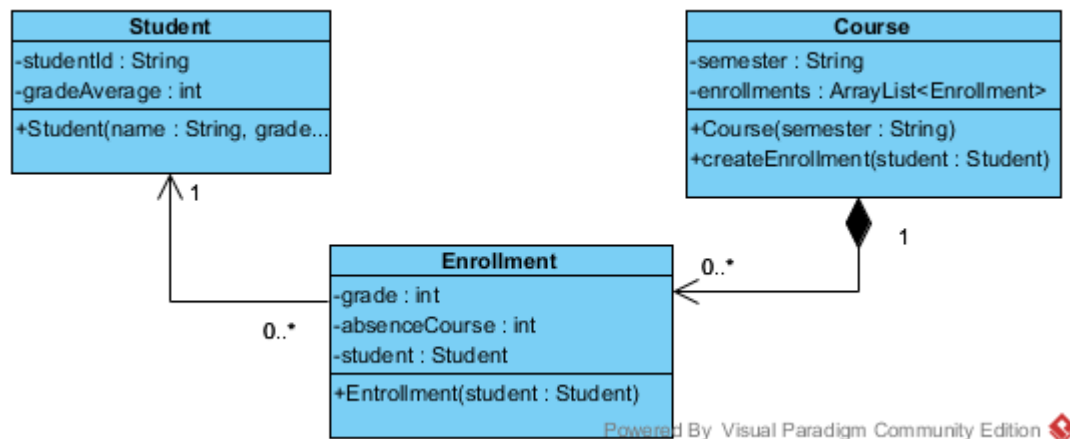 Student
-studentId : String
-gradeAverage : int
+Student(name : String, grade...
Course
-semester : String
-enrollments : ArrayList<Enrollment>
+Course(semester : String)
+createEnrollment(student : Student)
1
1
Enrollment
-grade : int
-absenceCourse : int
-student : Student
+Entrollment(student : Student)
0..*
0..*
Powered By Visual Paradigm Community Edition